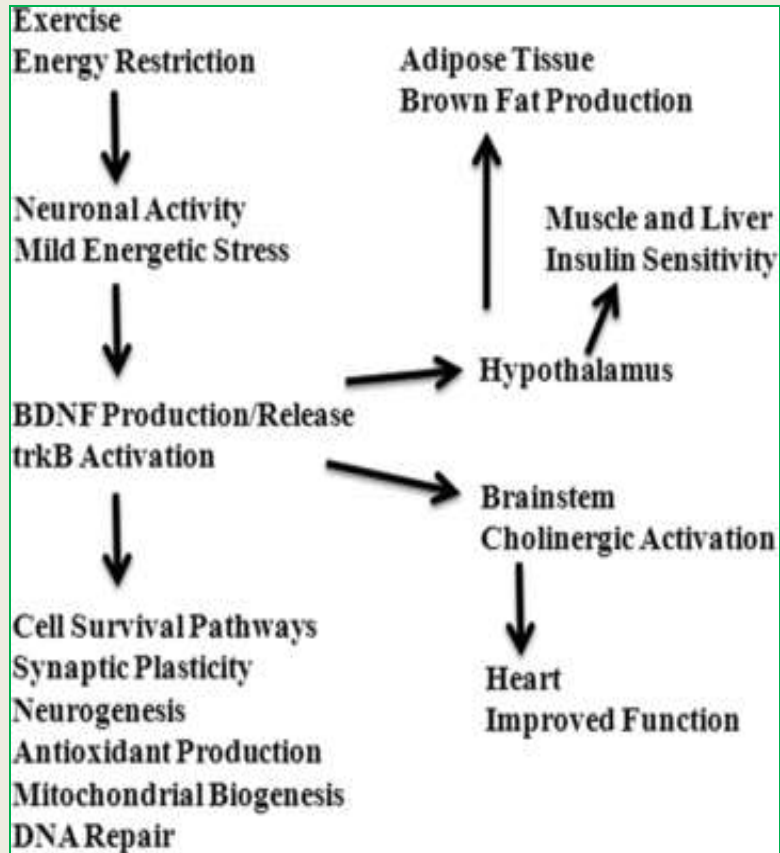 Exercise
Energy Restriction
Adipose Tissue
Brown Fat Production
Neuronal Activity
Mild Energetic Stress
Muscle and Liver
Insulin Sensitivity
Hypothalamus
BDNF Production/Release
trkB Activation
Brainstem
Cholinergic Activation
Cell Survival Pathways
Synaptic Plasticity
Neurogenesis
Antioxidant Production
Mitochondrial Biogenesis
DNA Repair
Heart
Improved Function